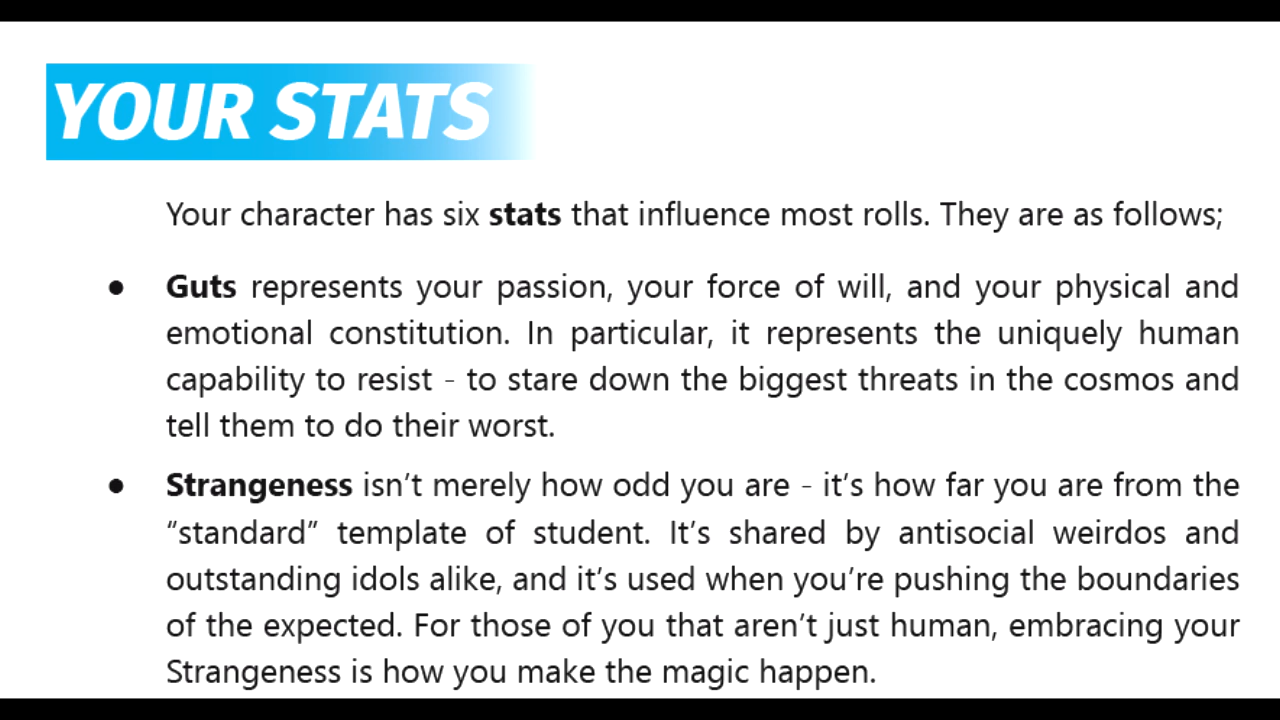 YOUR STATS
Your character has six stats that influence most rolls. They are as follows;
● Guts represents your passion, your force of will, and your physical and
emotional constitution. In particular, it represents the uniquely human
capability to resist - to stare down the biggest threats in the cosmos and
tell them to do their worst.
● Strangeness isn’t merely how odd you are - it’s how far you are from the
“standard” template of student. It’s shared by antisocial weirdos and
outstanding idols alike, and it’s used when you’re pushing the boundaries
of the expected. For those of you that aren’t just human, embracing your
Strangeness is how you make the magic happen.